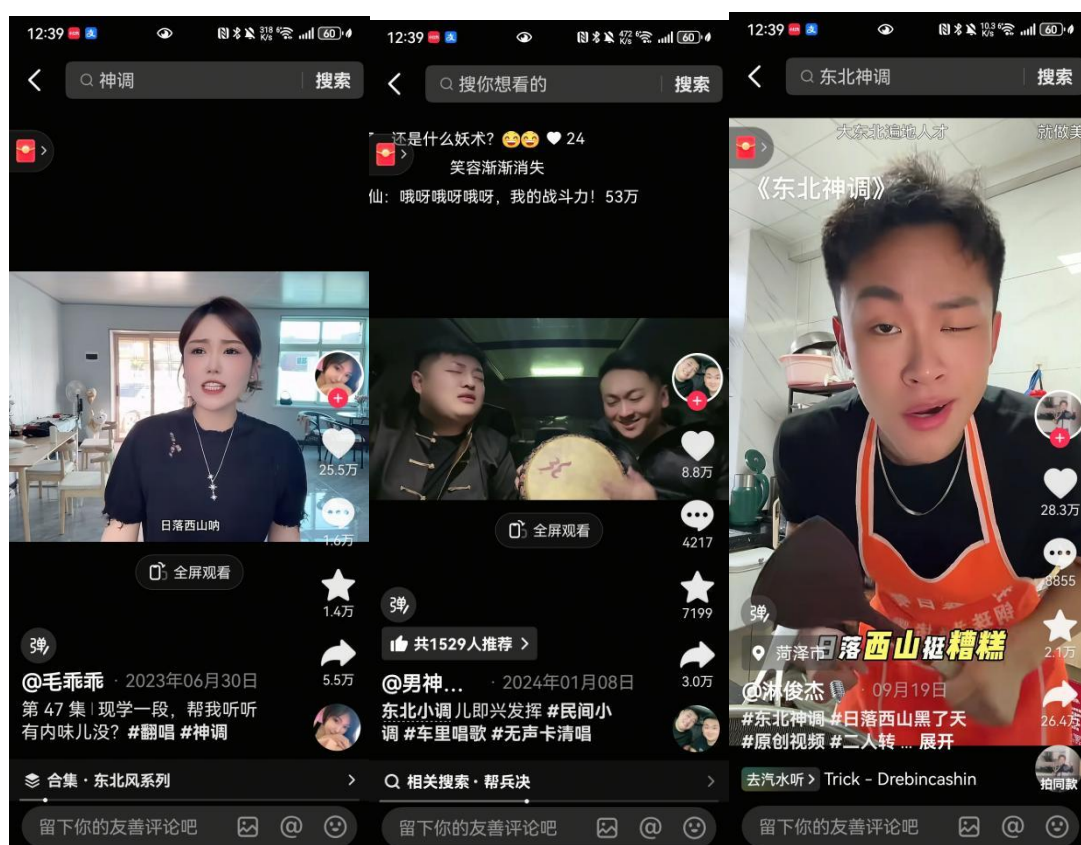 12:39
318 K/s
60
神调
搜索
日落西山呐
25.5万
1.6万
全屏观看
1.4万
弹
5.5万
@毛乖乖 · 2023年06月30日
第 47 集 | 现学一段，帮我听听
有内味儿没？#翻唱 #神调
合集 · 东北风系列
留下你的友善评论吧
12:39
472 K/s
60
搜你想看的
搜索
还是什么妖术？😄😄 24
笑容渐渐消失
仙：哦呀哦呀哦呀，我的战斗力！53万
北
8.8万
全屏观看
4217
7199
弹
共1529人推荐
3.0万
@男神... · 2024年01月08日
东北小调儿即兴发挥 #民间小
调 #车里唱歌 #无声卡清唱
相关搜索 · 帮兵决
留下你的友善评论吧
12:39
10.3 K/s
60
东北神调
搜索
大东北遍地人才
就做美
《东北神调》
28.3万
8855
弹
日落西山挺糟糕
菏泽市
2.1万
@淋俊杰 · 09月19日
#东北神调 #日落西山黑了天
26.4万
#原创视频 #二人转 ... 展开
去汽水听 Trick - Drebincashin
拍同款
留下你的友善评论吧